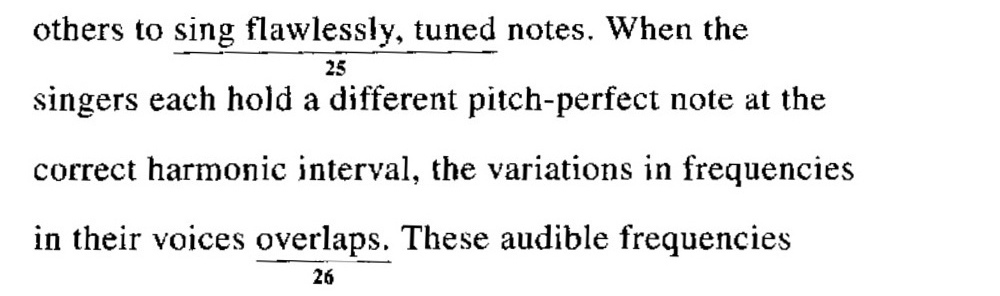 others to sing flawlessly, tuned notes. When the
25
singers each hold a different pitch-perfect note at the
correct harmonic interval, the variations in frequencies
in their voices overlaps. These audible frequencies
26